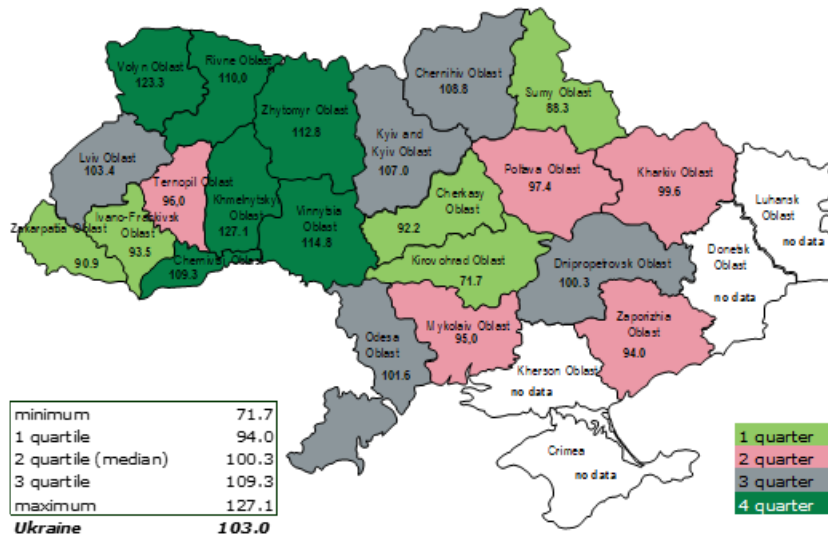 Volyn Oblast
123.3
Rivne Oblast
110,0
Zhytomyr Oblast
112.8
Chernihiv Oblast
108.8
Sumy Oblast
88.3
Kyiv and
Kyiv Oblast
107.0
Lviv Oblast
103.4
Ternopil Oblast
96,0
Khmelnytsky
Oblast
127.1
Vinnytsia
Oblast
114.8
Cherkasy
Oblast
92.2
Poltava Oblast
97.4
Kharkiv Oblast
99.6
Luhansk
Oblast
no data
Zakarpatia Oblast
90.9
Ivano-Frankivsk
Oblast
93.5
Chernivtsi Oblast
109.3
Kirovohrad Oblast
71.7
Dnipropetrovsk Oblast
100.3
Donetsk
Oblast
no data
Odesa
Oblast
101.6
Mykolaiv Oblast
95,0
Zaporizhia
Oblast
94.0
Kherson Oblast
no data
Crimea
no data
minimum 71.7
1 quartile 94.0
2 quartile (median) 100.3
3 quartile 109.3
maximum 127.1
Ukraine 103.0
1 quarter
2 quarter
3 quarter
4 quarter